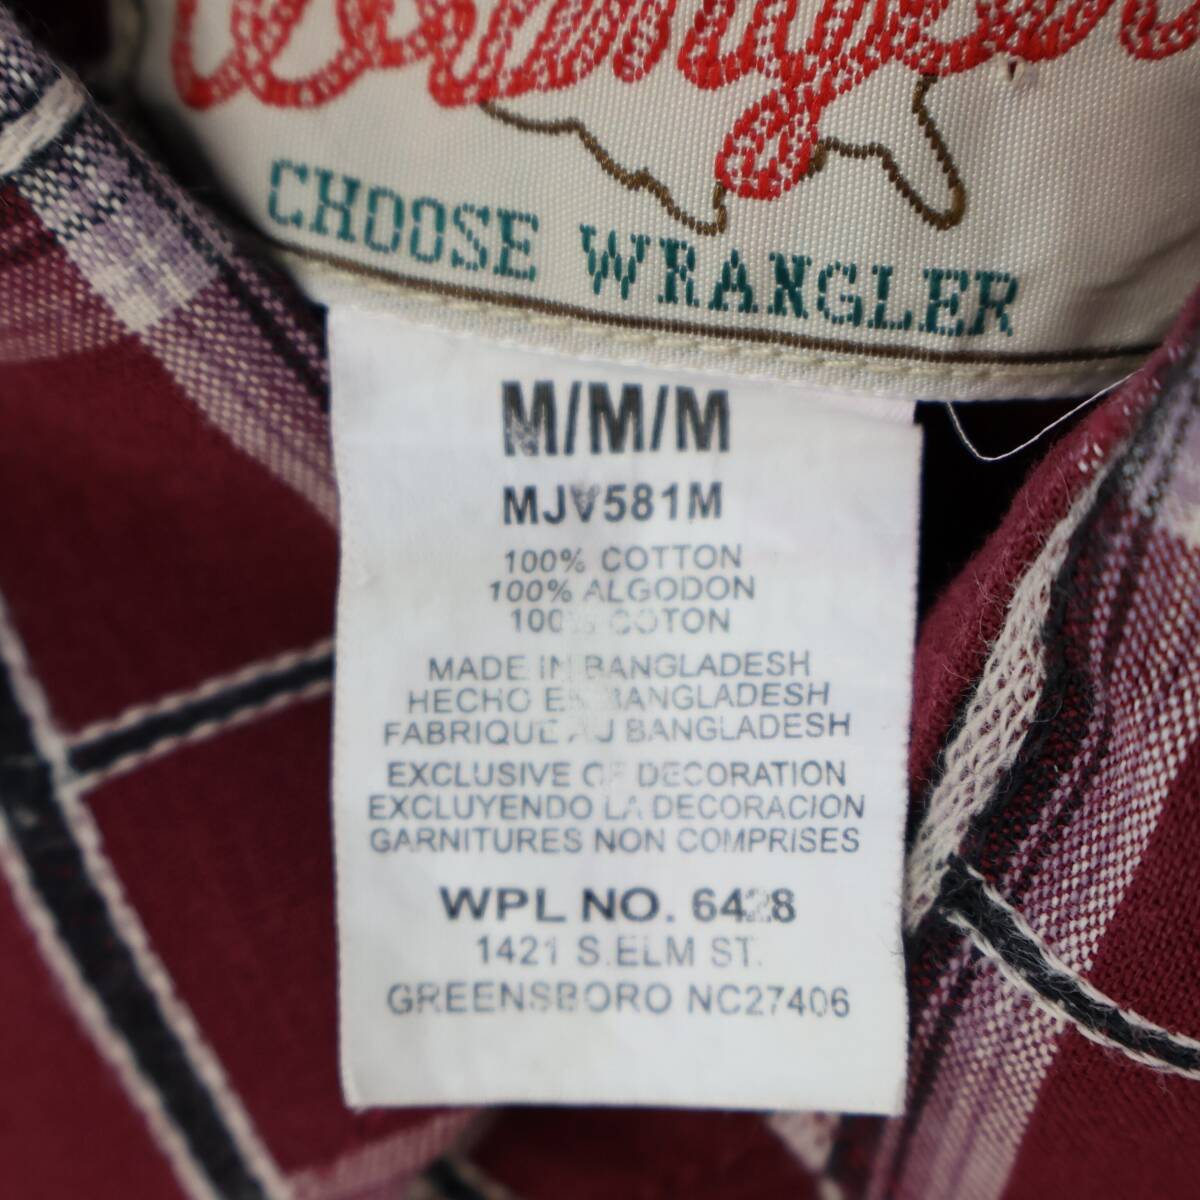 Wrangler
CHOOSE WRANGLER
M/M/M
MJV581M
100% COTTON
100% ALGODON
100% COTON
MADE IN BANGLADESH
HECHO EN BANGLADESH
FABRIQUE AU BANGLADESH
EXCLUSIVE OF DECORATION
EXCLUYENDO LA DECORACION
GARNITURES NON COMPRISES
WPL NO. 6428
1421 S.ELM ST.
GREENSBORO NC27406